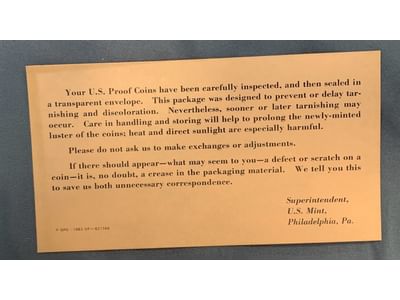 Your U.S. Proof Coins have been carefully inspected, and then sealed in
a transparent envelope. This package was designed to prevent or delay tar-
nishing and discoloration. Nevertheless, sooner or later tarnishing may
occur. Care in handling and storing will help to prolong the newly-minted
luster of the coins; heat and direct sunlight are especially harmful.
Please do not ask us to make exchanges or adjustments.
If there should appear—what may seem to you—a defect or scratch on a
coin—it is, no doubt, a crease in the packaging material. We tell you this
to save us both unnecessary correspondence.
Superintendent,
U.S. Mint,
Philadelphia, Pa.
GPO